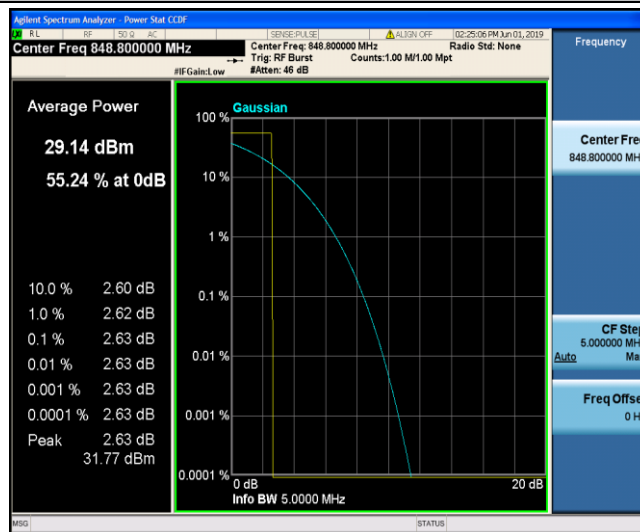 Agilent Spectrum Analyzer - Power Stat CCDF
RL RF 50 Ω AC SENSE:PULSE ALIGN OFF 02:25:06 PM Jun 01, 2019
Center Freq 848.800000 MHz
Center Freq: 848.800000 MHz Radio Std: None
Trig: RF Burst Counts:1.00 M/1.00 Mpt
#IFGain:Low #Atten: 46 dB
Frequency
Average Power
29.14 dBm
55.24 % at 0dB
10.0 % 2.60 dB
1.0 % 2.62 dB
0.1 % 2.63 dB
0.01 % 2.63 dB
0.001 % 2.63 dB
0.0001 % 2.63 dB
Peak 2.63 dB
31.77 dBm
Gaussian
100 %
10 %
1 %
0.1 %
0.01 %
0.001 %
0.0001 %
0 dB 20 dB
Info BW 5.0000 MHz
Center Fre
848.800000 MH
CF Step
5.000000 MH
Auto Ma
Freq Offse
0 H
MSG STATUS